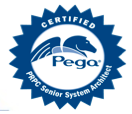 CERTIFIED
Pega
PRPC Senior System Architect